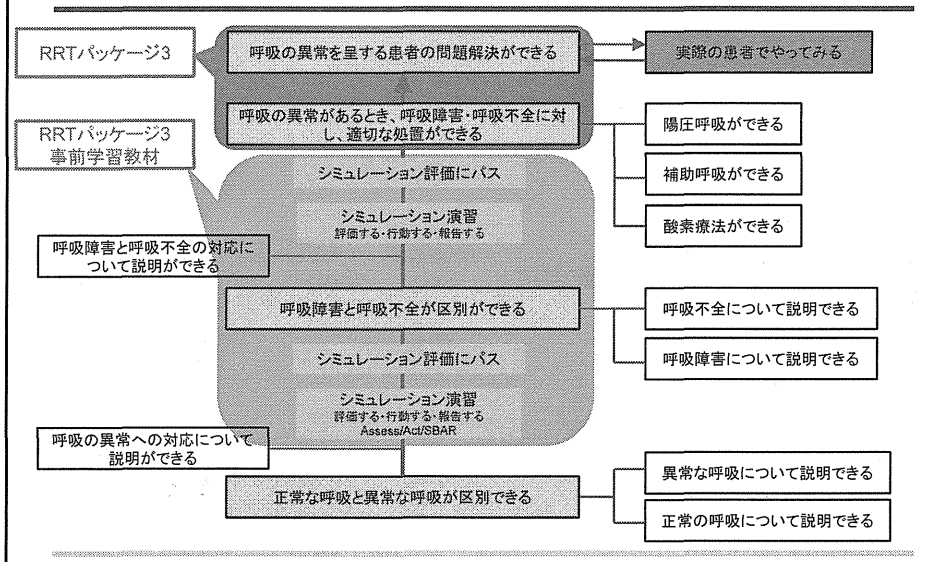 RRTパッケージ3
呼吸の異常を呈する患者の問題解決ができる
実際の患者でやってみる
呼吸の異常があるとき、呼吸障害・呼吸不全に対
し、適切な処置ができる
陽圧呼吸ができる
補助呼吸ができる
酸素療法ができる
RRTパッケージ3
事前学習教材
シミュレーション評価にパス
シミュレーション演習
評価する・行動する・報告する
呼吸障害と呼吸不全の対応に
ついて説明ができる
呼吸障害と呼吸不全が区別ができる
呼吸不全について説明できる
呼吸障害について説明できる
シミュレーション評価にパス
シミュレーション演習
評価する・行動する・報告する
Assess/Act/SBAR
呼吸の異常への対応について
説明ができる
正常な呼吸と異常な呼吸が区別できる
異常な呼吸について説明できる
正常の呼吸について説明できる